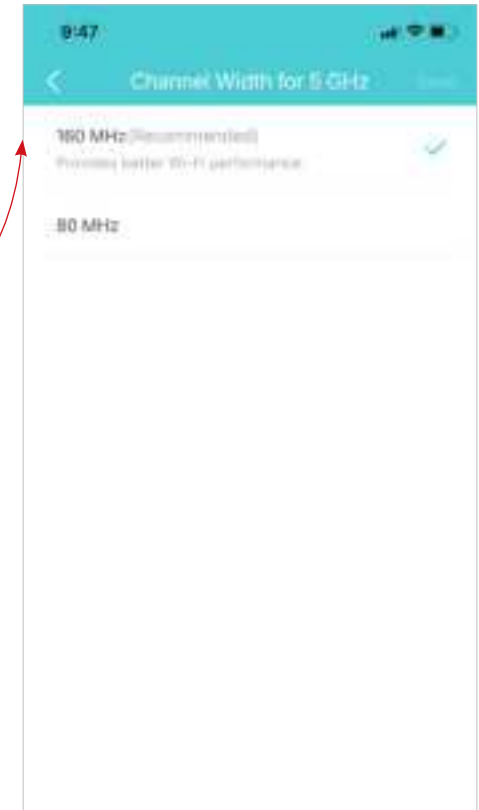 9:47
Channel Width for 5 GHz
160 MHz(Recommended)
Provides better Wi-Fi performance
80 MHz